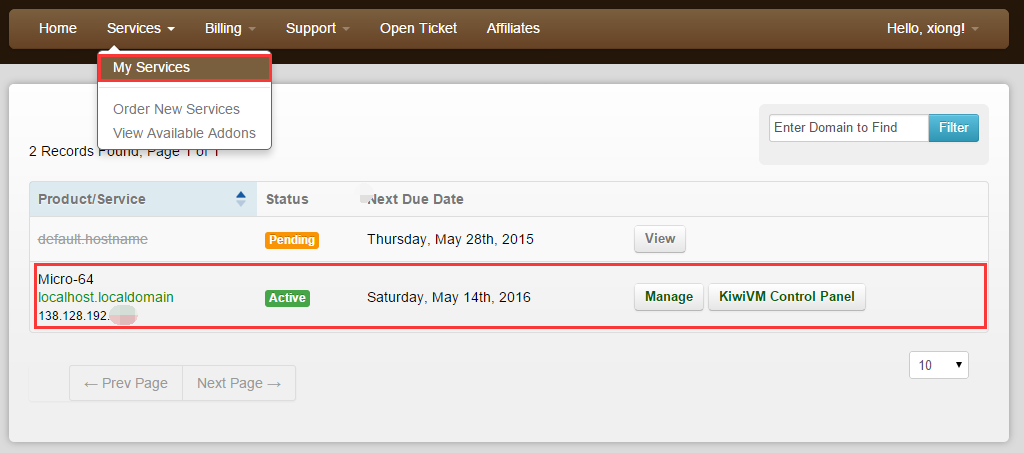 Home Services Billing Support Open Ticket Affiliates Hello, xiong!
My Services
Order New Services
View Available Addons
Enter Domain to Find Filter
2 Records Found, Page 1 of 1
Product/Service Status Next Due Date
default.hostname Pending Thursday, May 28th, 2015 View
Micro-64
localhost.localdomain Active Saturday, May 14th, 2016 Manage KiwiVM Control Panel
138.128.192.
10
← Prev Page Next Page →